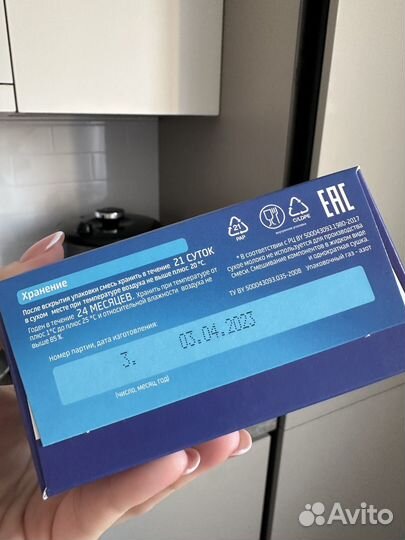 Хранение
После вскрытия упаковки смесь хранить в течение 21 СУТОК
в сухом месте при температуре воздуха не выше плюс 20 °С.
Годен в течение 24 МЕСЯЦЕВ. Хранить при температуре от
плюс 1°С до плюс 25 °С и относительной влажности воздуха не
выше 85 %.
Номер партии, дата изготовления:
3. 03.04.2023
(число, месяц год)
21
PAP
внутренняя упаковка
C/LDPE
EAC
* В соответствии с РЦ BY 500043093.1980-2017
Сухое молоко используется для производства
смеси. Смешивание компонентов в жидком виде
и однократная сушка.
Упаковочный газ - азот
ТУ BY 500043093.035-2008
Avito